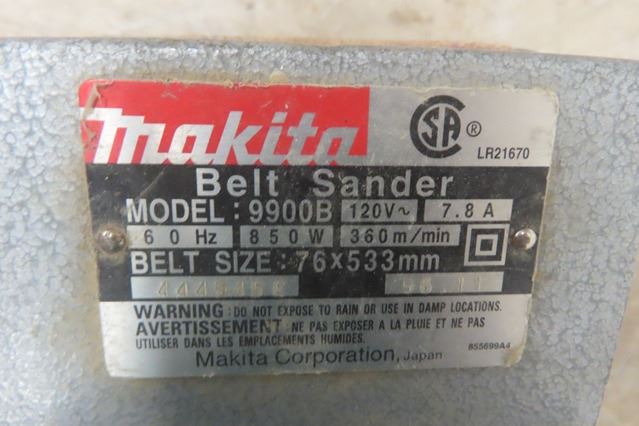 makita
SA ®
LR21670
Belt Sander
MODEL: 9900B 120V~ 7.8 A
60 Hz 850W 360m/min
BELT SIZE: 76×533mm
WARNING: DO NOT EXPOSE TO RAIN OR USE IN DAMP LOCATIONS.
AVERTISSEMENT: NE PAS EXPOSER A LA PLUIE ET NE PAS
UTILISER DANS LES EMPLACEMENTS HUMIDES.
855699A4
Makita Corporation, Japan